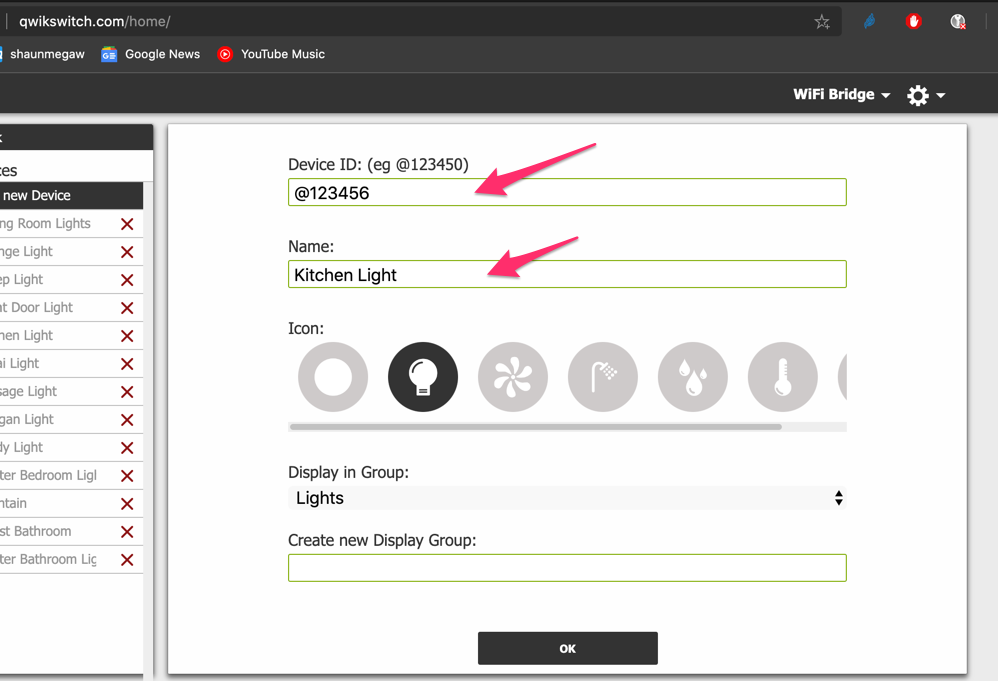 qwikswitch.com/home/
shaunmegaw
Google News
YouTube Music
WiFi Bridge
Device ID: (eg @123450)
@123456
Name:
Kitchen Light
Icon:
Display in Group:
Lights
Create new Display Group:
OK
ces
new Device
ng Room Lights
nge Light
ep Light
t Door Light
hen Light
ai Light
sage Light
gan Light
dy Light
ter Bedroom Ligl
ntain
st Bathroom
ter Bathroom Lig